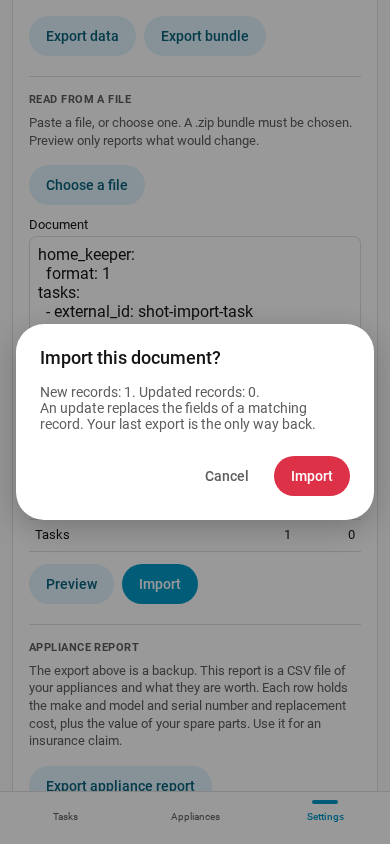 Export data
Export bundle
READ FROM A FILE
Paste a file, or choose one. A .zip bundle must be chosen.
Preview only reports what would change.
Choose a file
Document
home_keeper:
  format: 1
tasks:
  - external_id: shot-import-task
Import this document?
New records: 1. Updated records: 0.
An update replaces the fields of a matching
record. Your last export is the only way back.
Cancel
Import
Tasks 1 0
Preview
Import
APPLIANCE REPORT
The export above is a backup. This report is a CSV file of
your appliances and what they are worth. Each row holds
the make and model and serial number and replacement
cost, plus the value of your spare parts. Use it for an
insurance claim.
Export appliance report
Tasks
Appliances
Settings